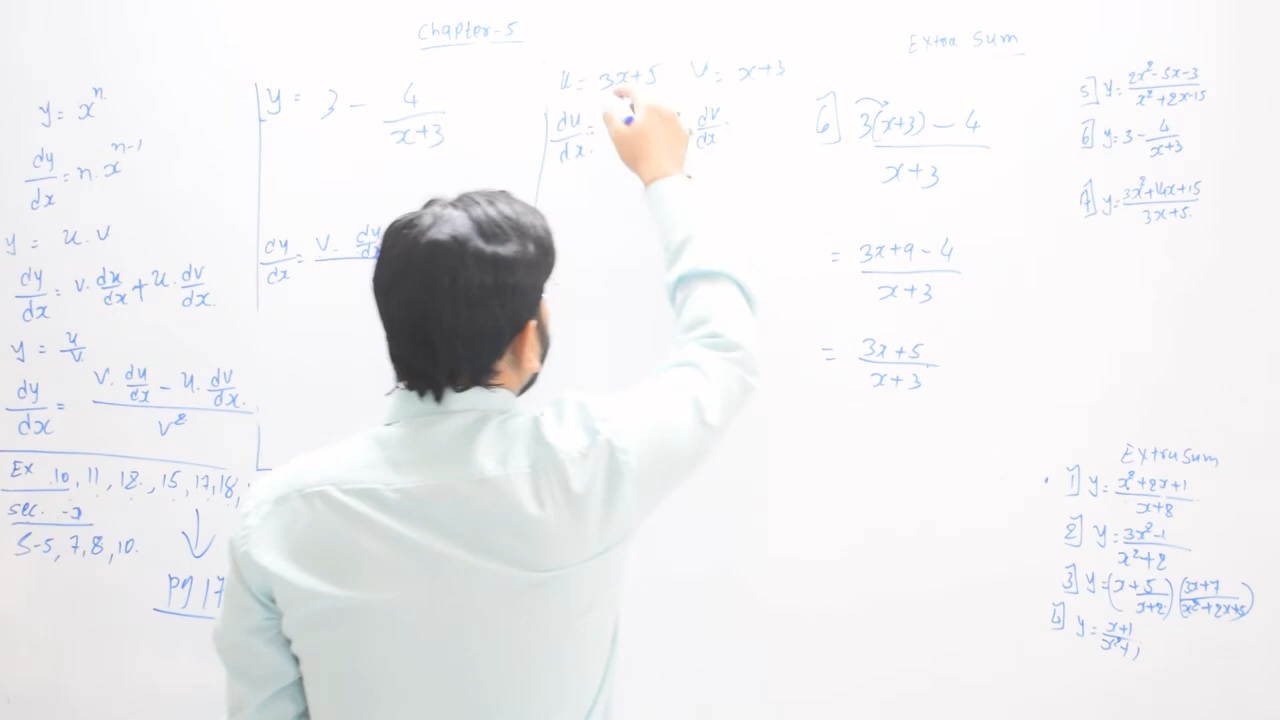 Chapter-5
y = xⁿ
dy/dx = n. xⁿ⁻¹
y = u.v
dy/dx = v. du/dx + u. dv/dx.
y = u/v
dy/dx = (v. du/dx - u. dv/dx.)/v²
Ex 10, 11, 12, 15, 17, 18,
sec.
S-5, 7, 8, 10.
Pg 17
y = 3 - 4/(x+3)
dy/dx = v. du/dx
u = 3x+5 v = x+3
du/dx = dv/dx
Extra Sum
6] (3(x+3) - 4)/(x+3)
= (3x+9-4)/(x+3)
= (3x+5)/(x+3)
5] y = (2x²-5x-3)/(x²+2x-15)
6] y = 3 - 4/(x+3)
7] y = (3x²+14x+15)/(3x+5)
Extra sum
1] y = (x²+2x+1)/(x+8)
2] y = (3x²-1)/(x²+2)
3] y = (x+5/x+2) (3x+7/x²+2x+5)
4] y = (x+1)/(x²+1)